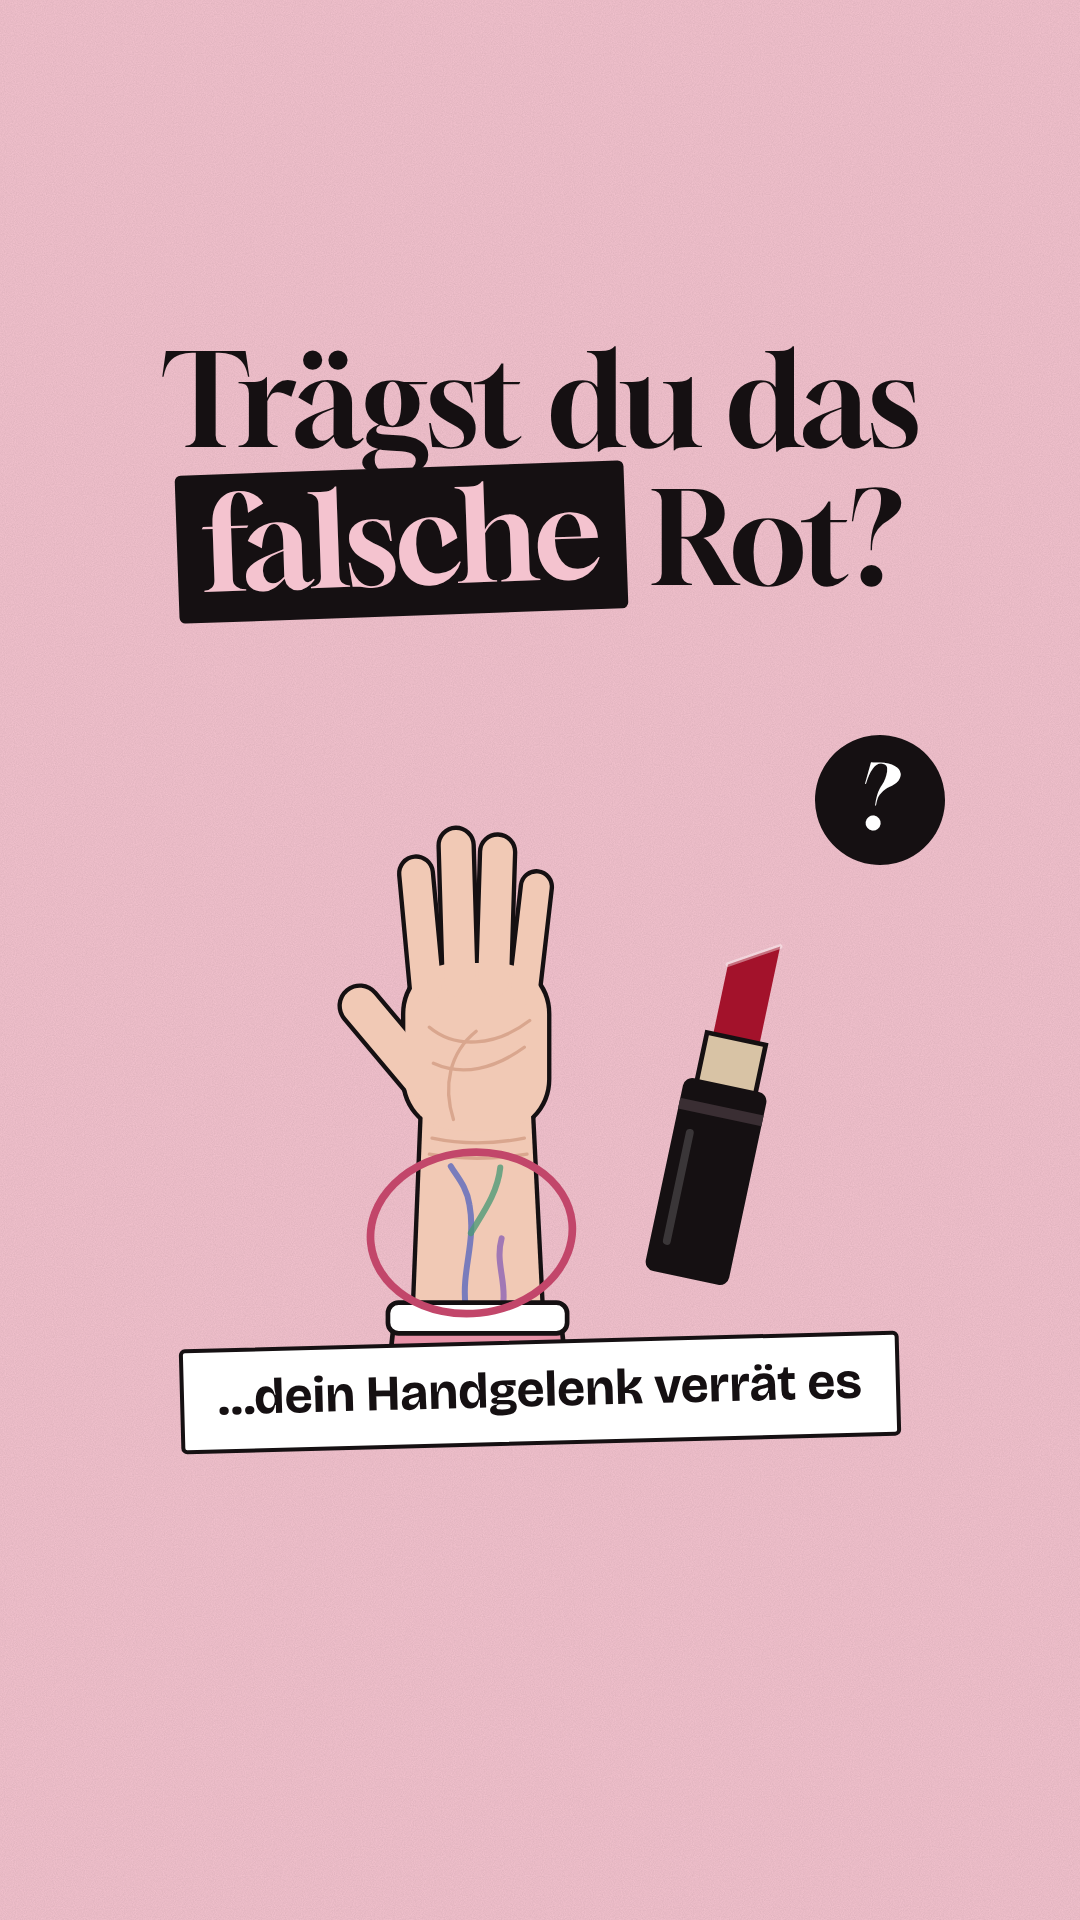 Trägst du das
falsche Rot?
?
...dein Handgelenk verrät es